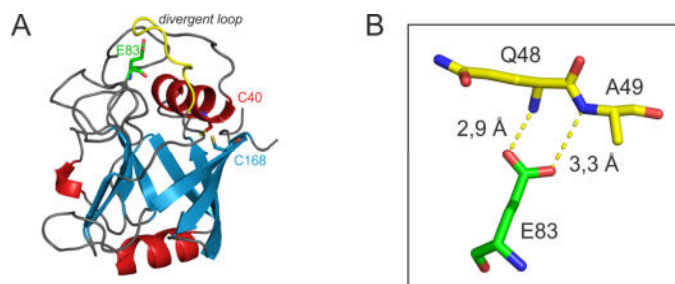 A
divergent loop
E83
C40
C168
B
Q48
A49
2,9 Å
3,3 Å
E83